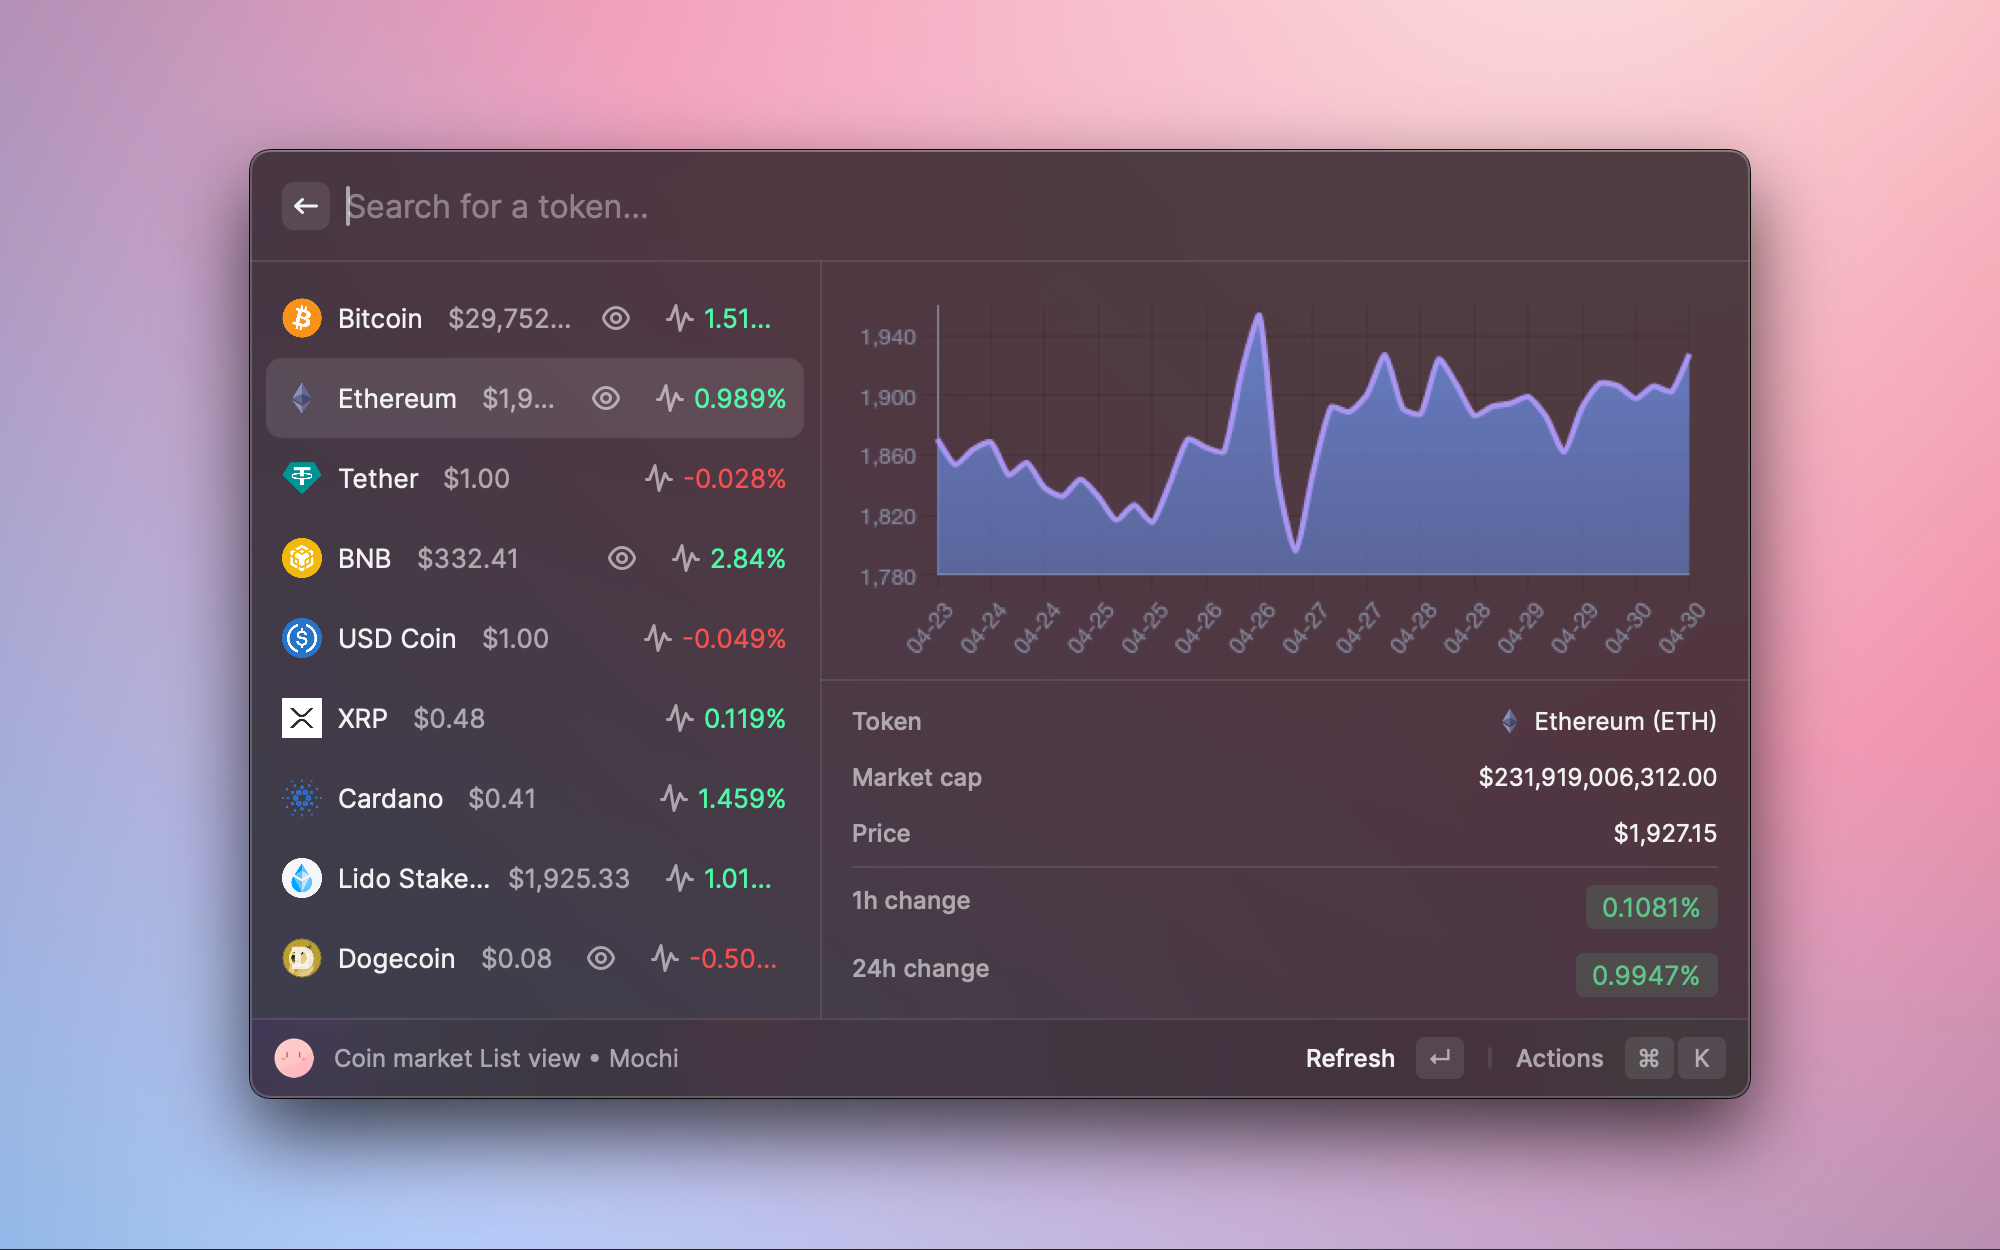 Search for a token...
Bitcoin $29,752... 1.51...
Ethereum $1,9... 0.989%
Tether $1.00 -0.028%
BNB $332.41 2.84%
USD Coin $1.00 -0.049%
XRP $0.48 0.119%
Cardano $0.41 1.459%
Lido Stake... $1,925.33 1.01...
Dogecoin $0.08 -0.50...
1,940
1,900
1,860
1,820
1,780
04-23 04-24 04-24 04-25 04-25 04-26 04-26 04-27 04-27 04-28 04-28 04-29 04-29 04-30 04-30
Token Ethereum (ETH)
Market cap $231,919,006,312.00
Price $1,927.15
1h change 0.1081%
24h change 0.9947%
Coin market List view • Mochi Refresh ↵ Actions ⌘ K